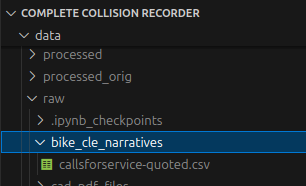 COMPLETE COLLISION RECORDER
data
processed
processed_orig
raw
.ipynb_checkpoints
bike_cle_narratives
callsforservice-quoted.csv
cad_pdf_files